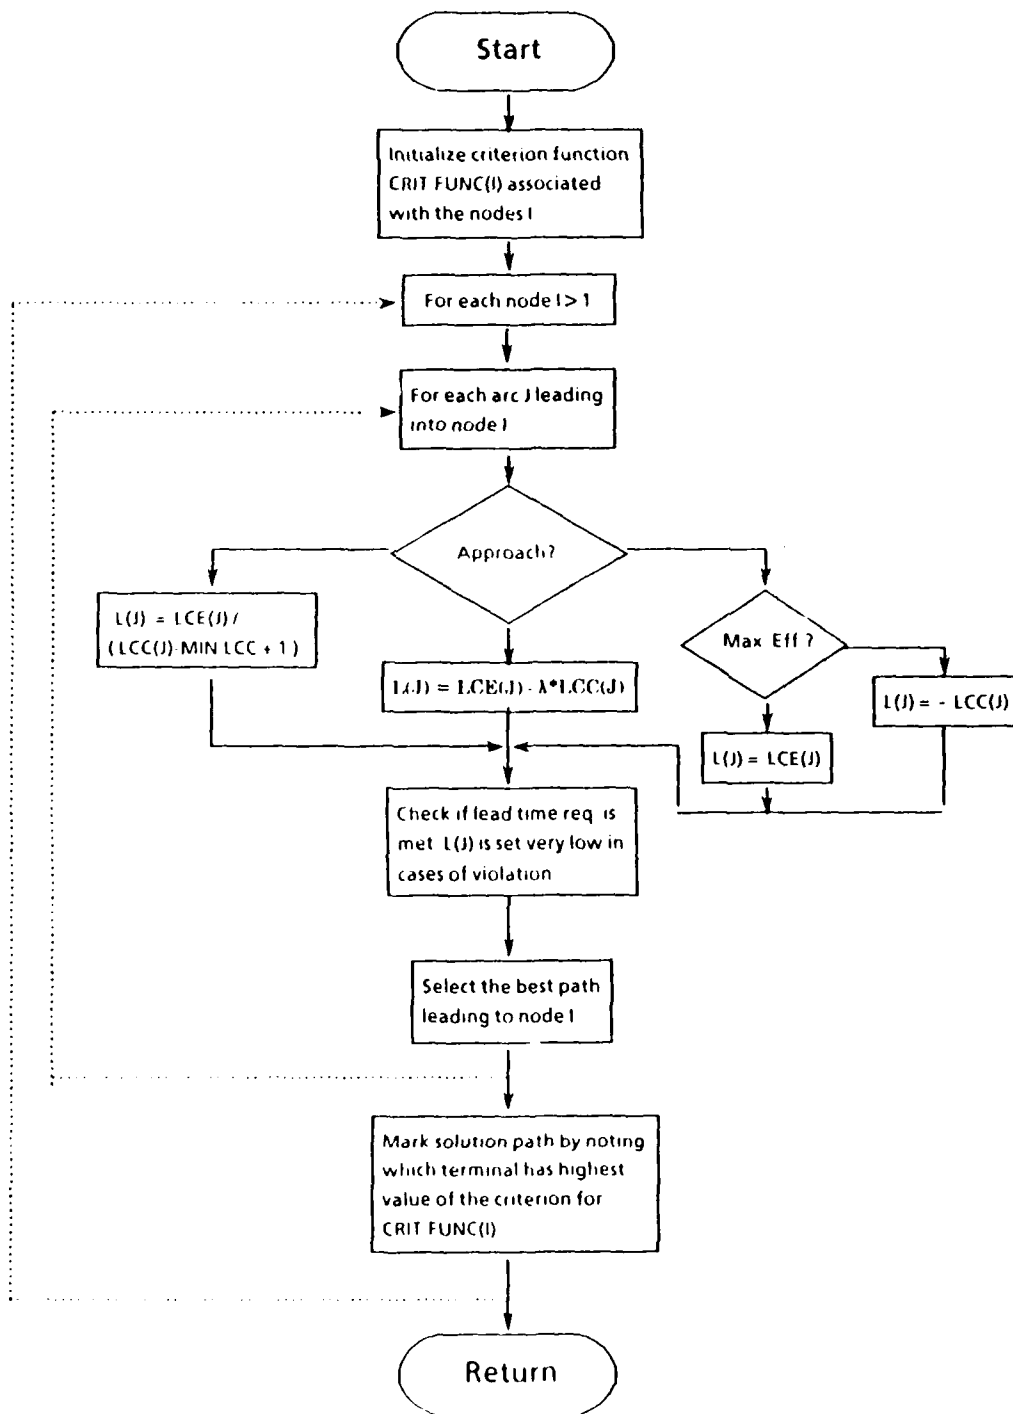 Start
Initialize criterion function
CRIT FUNC(I) associated
with the nodes I
For each node I > 1
For each arc J leading
into node I
Approach?
L(J) = LCE(J) /
( LCC(J)-MIN LCC + 1 )
L(J) = LCE(J) - λ*LCC(J)
Max Eff ?
L(J) = - LCC(J)
L(J) = LCE(J)
Check if lead time req is
met L(J) is set very low in
cases of violation
Select the best path
leading to node I
Mark solution path by noting
which terminal has highest
value of the criterion for
CRIT FUNC(I)
Return